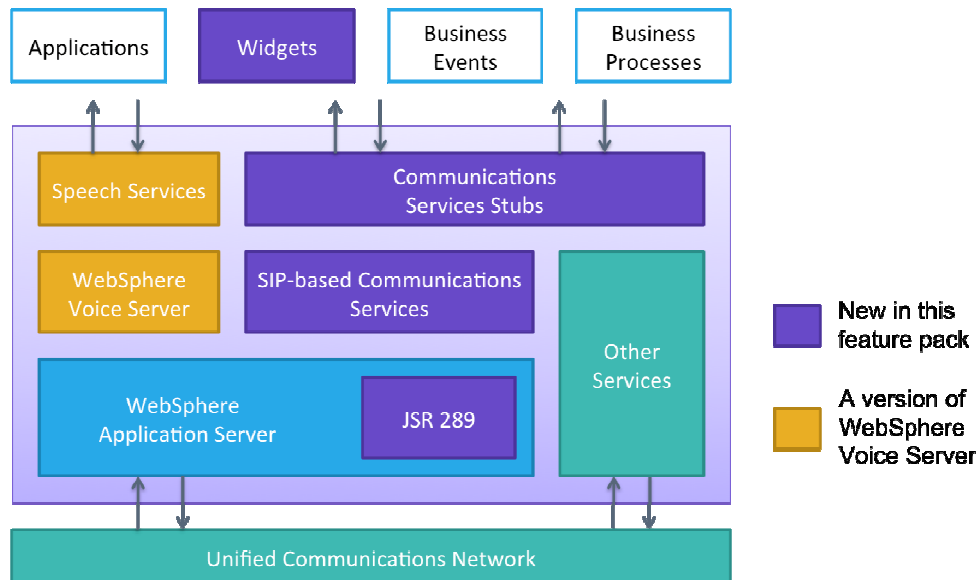 Applications
Widgets
Business
Events
Business
Processes
Speech Services
Communications
Services Stubs
WebSphere
Voice Server
SIP-based Communications
Services
Other
Services
WebSphere
Application Server
JSR 289
Unified Communications Network
New in this
feature pack
A version of
WebSphere
Voice Server